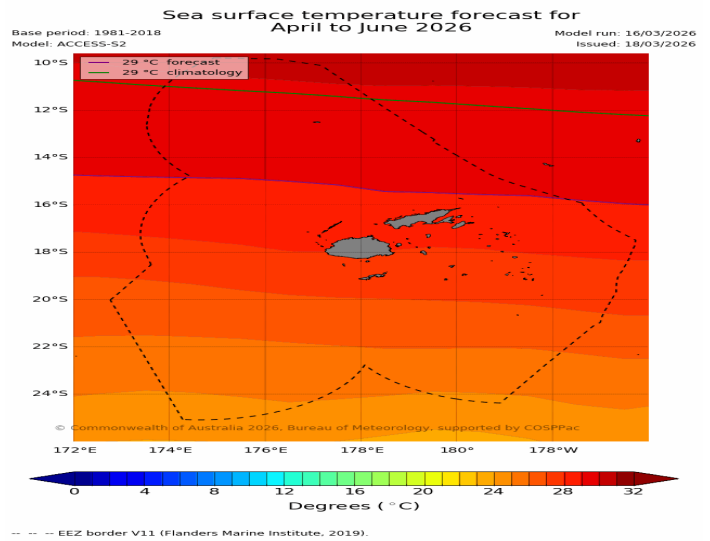 Sea surface temperature forecast for
April to June 2026
Base period: 1981-2018
Model: ACCESS-S2
Model run: 16/03/2026
Issued: 18/03/2026
29 °C forecast
29 °C climatology
10°S
12°S
14°S
16°S
18°S
20°S
22°S
24°S
© Commonwealth of Australia 2026, Bureau of Meteorology, supported by COSPPac
172°E 174°E 176°E 178°E 180° 178°W
0 4 8 12 16 20 24 28 32
Degrees (°C)
-- -- -- EEZ border V11 (Flanders Marine Institute, 2019).